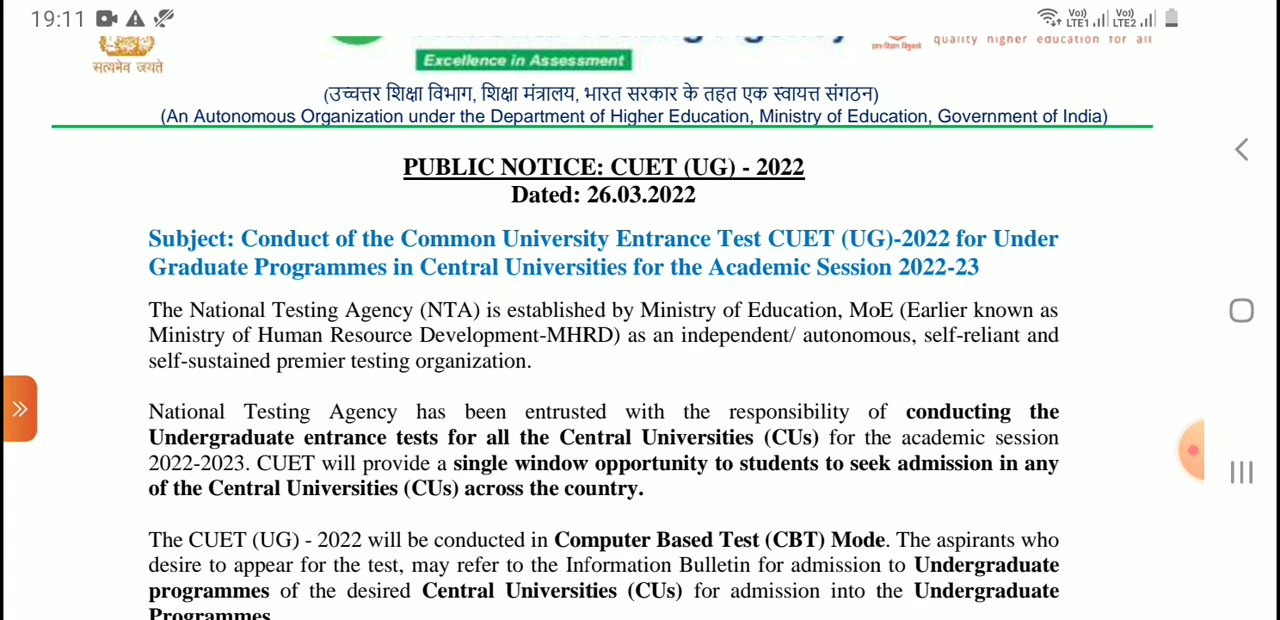 19:11
Vo)) LTE1 Vo)) LTE2
सत्यमेव जयते
Excellence in Assessment
quality higher education for all
(उच्चत्तर शिक्षा विभाग, शिक्षा मंत्रालय, भारत सरकार के तहत एक स्वायत्त संगठन)
(An Autonomous Organization under the Department of Higher Education, Ministry of Education, Government of India)
PUBLIC NOTICE: CUET (UG) - 2022
Dated: 26.03.2022
Subject: Conduct of the Common University Entrance Test CUET (UG)-2022 for Under
Graduate Programmes in Central Universities for the Academic Session 2022-23
The National Testing Agency (NTA) is established by Ministry of Education, MoE (Earlier known as
Ministry of Human Resource Development-MHRD) as an independent/ autonomous, self-reliant and
self-sustained premier testing organization.
National Testing Agency has been entrusted with the responsibility of conducting the
Undergraduate entrance tests for all the Central Universities (CUs) for the academic session
2022-2023. CUET will provide a single window opportunity to students to seek admission in any
of the Central Universities (CUs) across the country.
The CUET (UG) - 2022 will be conducted in Computer Based Test (CBT) Mode. The aspirants who
desire to appear for the test, may refer to the Information Bulletin for admission to Undergraduate
programmes of the desired Central Universities (CUs) for admission into the Undergraduate
Programmes